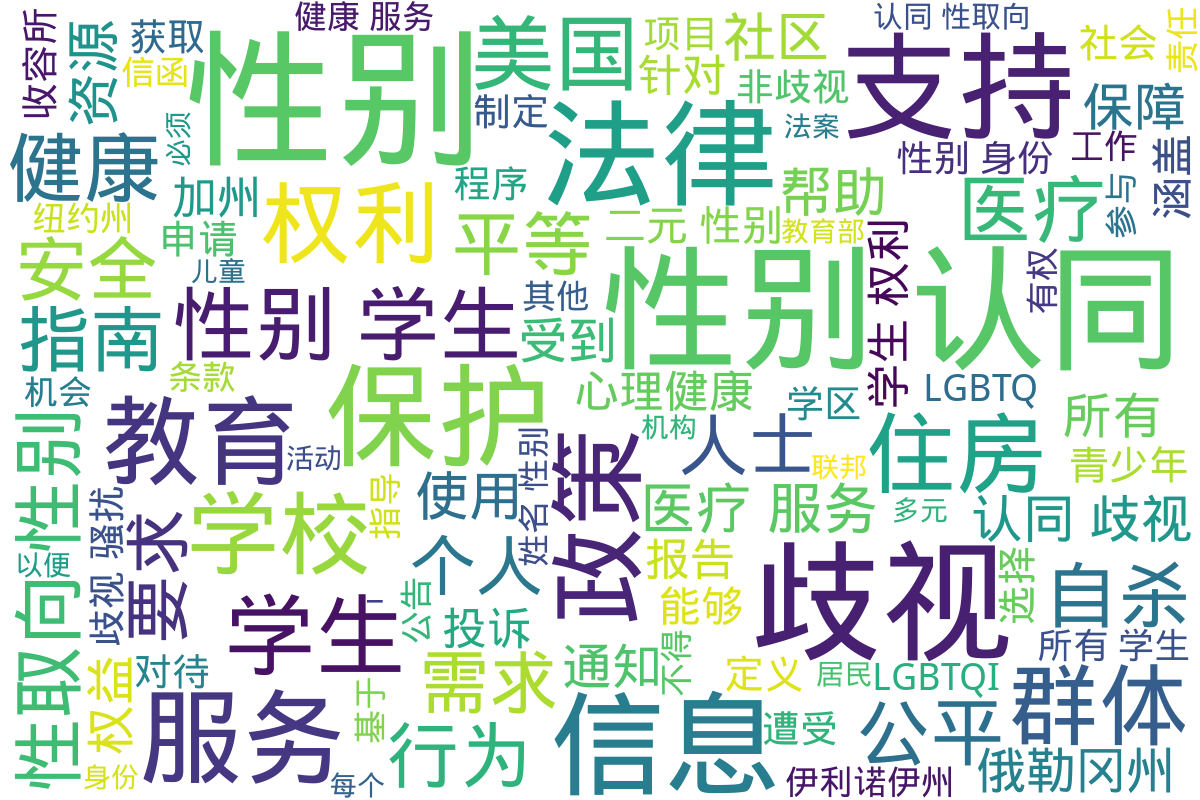 健康 服务
认同 性取向
收容所
资源
获取
信函
性别
美国
项目
社区
针对
支持
社会
责任
制定
非歧视
保障
法律
法案
必须
健康
性别 身份
工作
涵盖
加州
权利
程序
帮助
医疗
参与
纽约州
申请
平等
二元 性别
教育部
学生 权利
安全
儿童
有权
指南
性别 学生
其他
受到
性别认同
机会
条款
保护
心理健康
学区
LGBTQ
性取向 性别
教育
活动
机构
人士
住房
所有
青少年
联邦
政策
姓名 性别
使用
指导
学校
要求
歧视 骚扰
医疗 服务
多元
认同 歧视
以便
个人
报告
歧视
选择
自杀
学生
公告
投诉
能够
不得
所有 学生
对待
权益
需求
通知
定义
居民
LGBTQI
群体
基于
服务
信息
遭受
公平
行为
身份
每个
伊利诺伊州
俄勒冈州